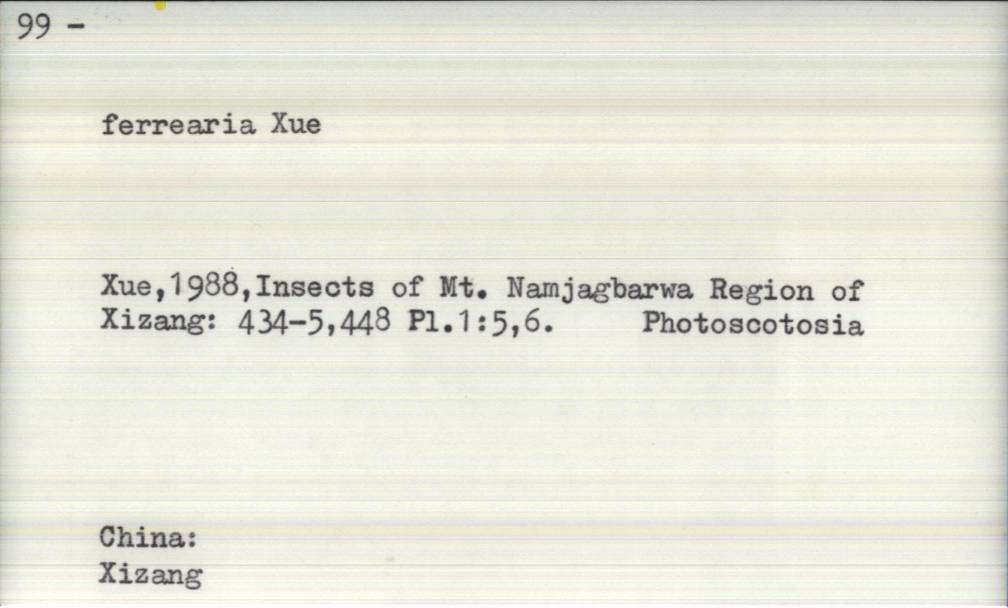 99 -
ferrearia Xue
Xue,1988,Insects of Mt. Namjagbarwa Region of
Xizang: 434-5,448 Pl.1:5,6. Photoscotosia
China:
Xizang